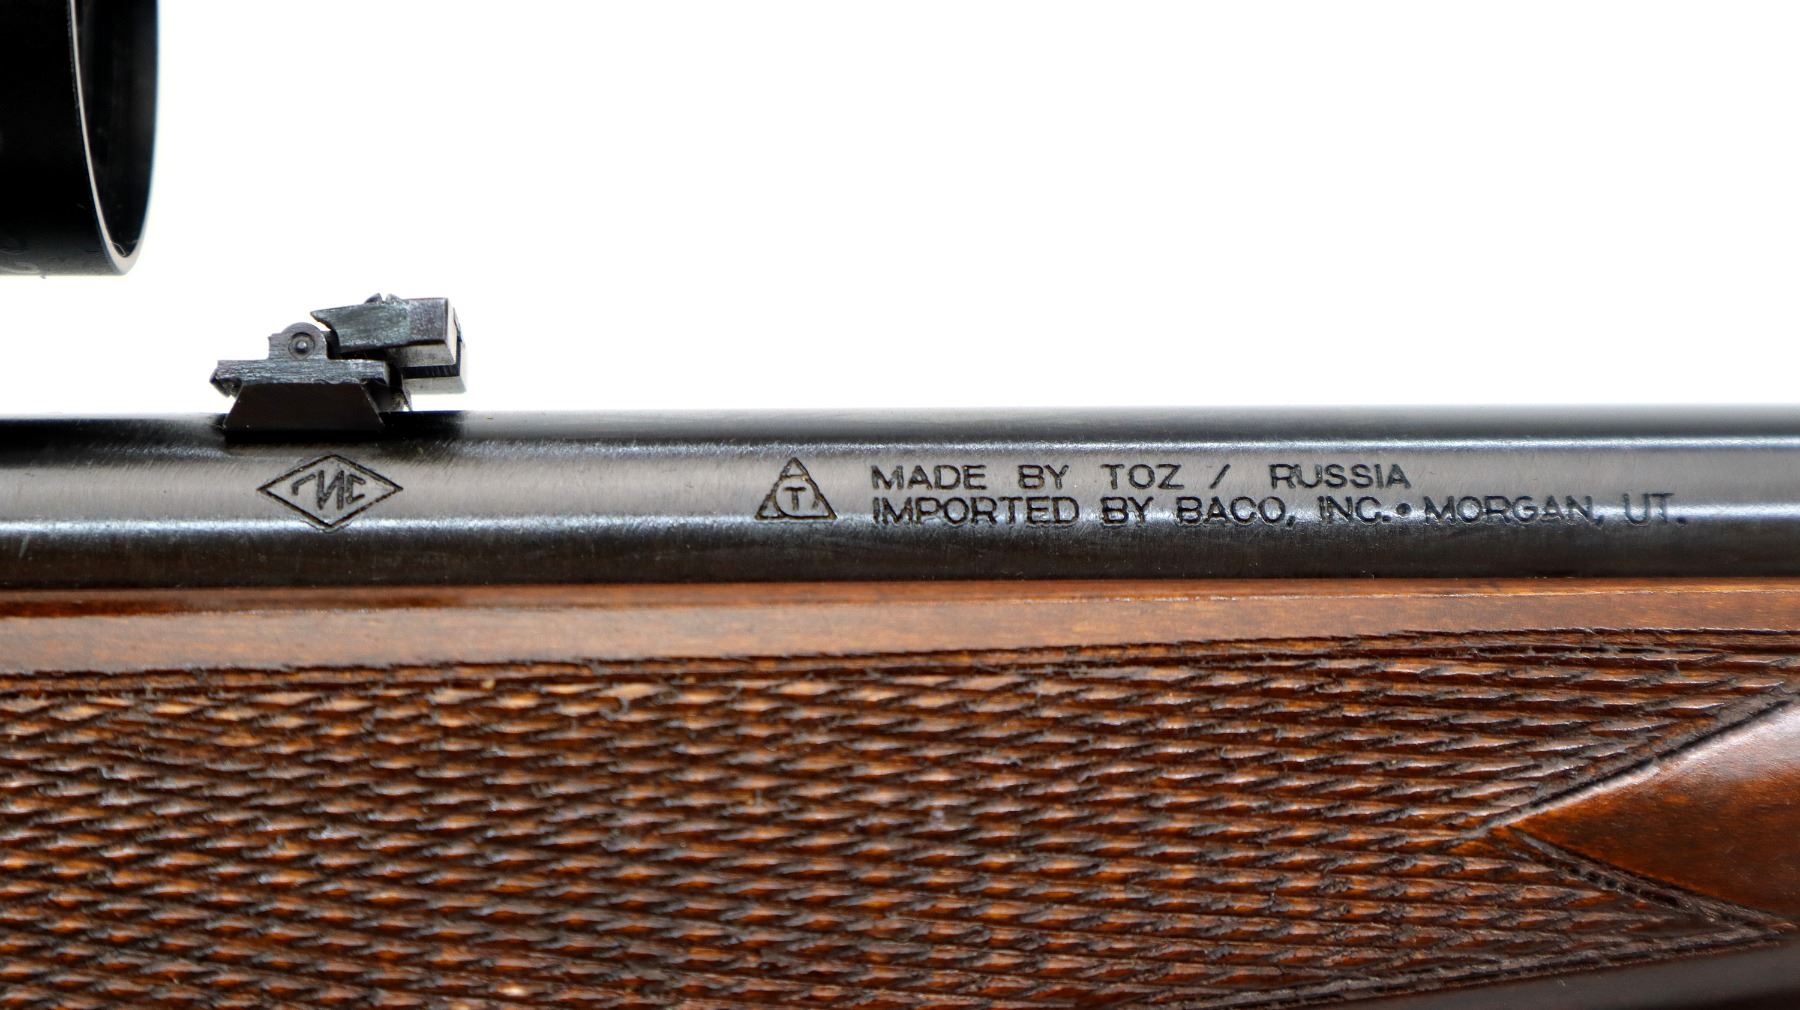 MADE BY TOZ / RUSSIA
IMPORTED BY BACO, INC. • MORGAN, UT.
T